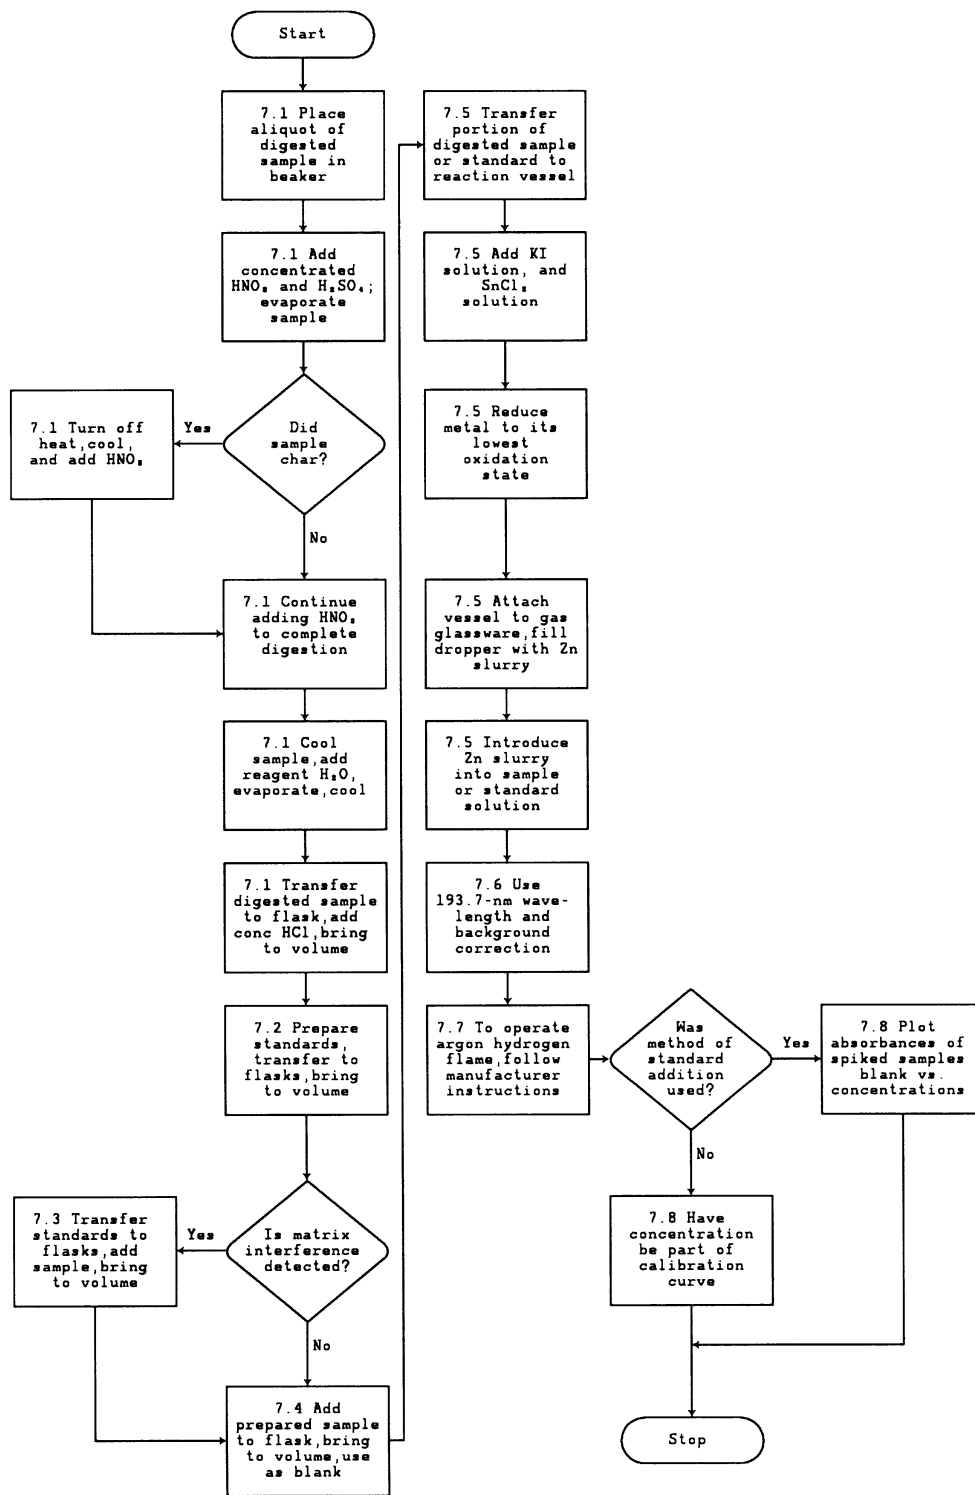 Start
7.1 Place
aliquot of
digested
sample in
beaker
7.1 Add
concentrated
HNO₃ and H₂SO₄;
evaporate
sample
Did
sample
char?
Yes
7.1 Turn off
heat,cool,
and add HNO₃
No
7.1 Continue
adding HNO₃
to complete
digestion
7.1 Cool
sample,add
reagent H₂O,
evaporate,cool
7.1 Transfer
digested sample
to flask,add
conc HCl,bring
to volume
7.2 Prepare
standards,
transfer to
flasks,bring
to volume
Is matrix
interference
detected?
Yes
7.3 Transfer
standards to
flasks,add
sample,bring
to volume
No
7.4 Add
prepared sample
to flask,bring
to volume,use
as blank
7.5 Transfer
portion of
digested sample
or standard to
reaction vessel
7.5 Add KI
solution, and
SnCl₂
solution
7.5 Reduce
metal to its
lowest
oxidation
state
7.5 Attach
vessel to gas
glassware,fill
dropper with Zn
slurry
7.5 Introduce
Zn slurry
into sample
or standard
solution
7.6 Use
193.7-nm wave-
length and
background
correction
7.7 To operate
argon hydrogen
flame,follow
manufacturer
instructions
Was
method of
standard
addition
used?
Yes
7.8 Plot
absorbances of
spiked samples
blank vs.
concentrations
No
7.8 Have
concentration
be part of
calibration
curve
Stop